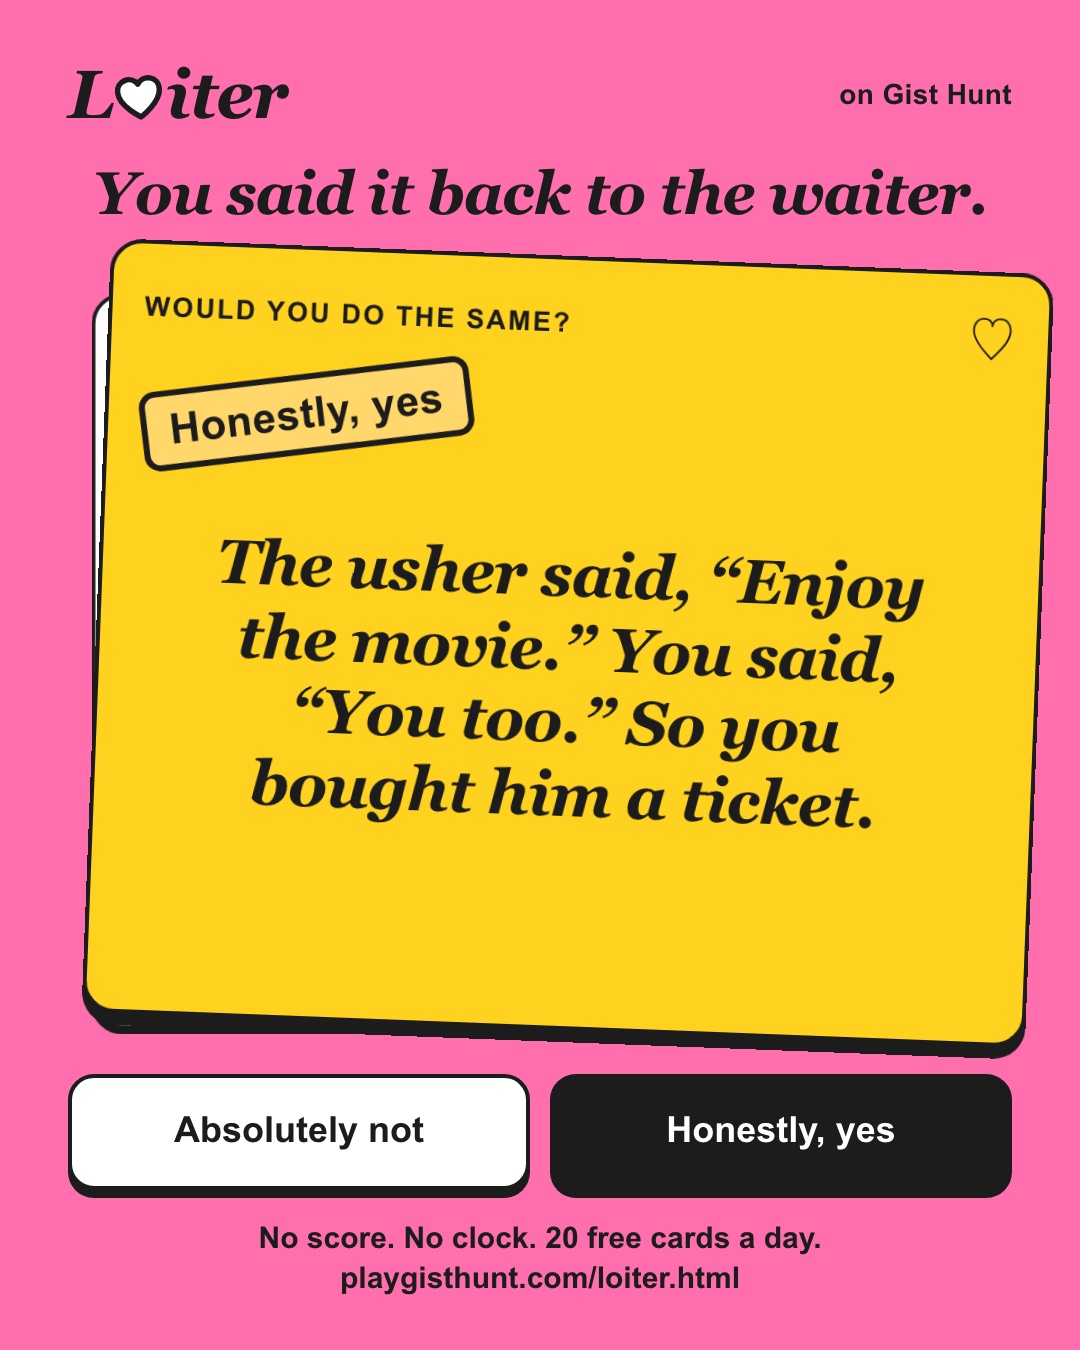 Loiter
on Gist Hunt
You said it back to the waiter.
WOULD YOU DO THE SAME?
Honestly, yes
The usher said, “Enjoy
the movie.” You said,
“You too.” So you
bought him a ticket.
Absolutely not
Honestly, yes
No score. No clock. 20 free cards a day.
playgisthunt.com/loiter.html